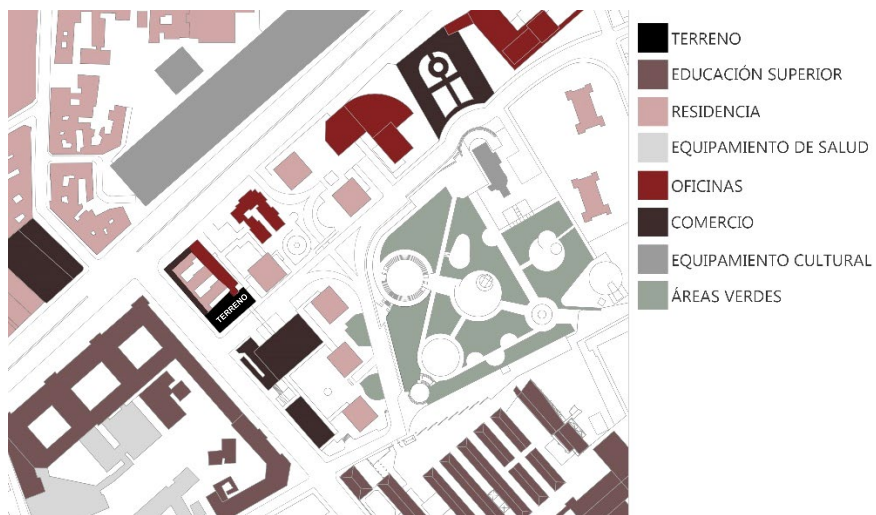 TERRENO
EDUCACIÓN SUPERIOR
RESIDENCIA
EQUIPAMIENTO DE SALUD
OFICINAS
COMERCIO
EQUIPAMIENTO CULTURAL
ÁREAS VERDES
TERRENO